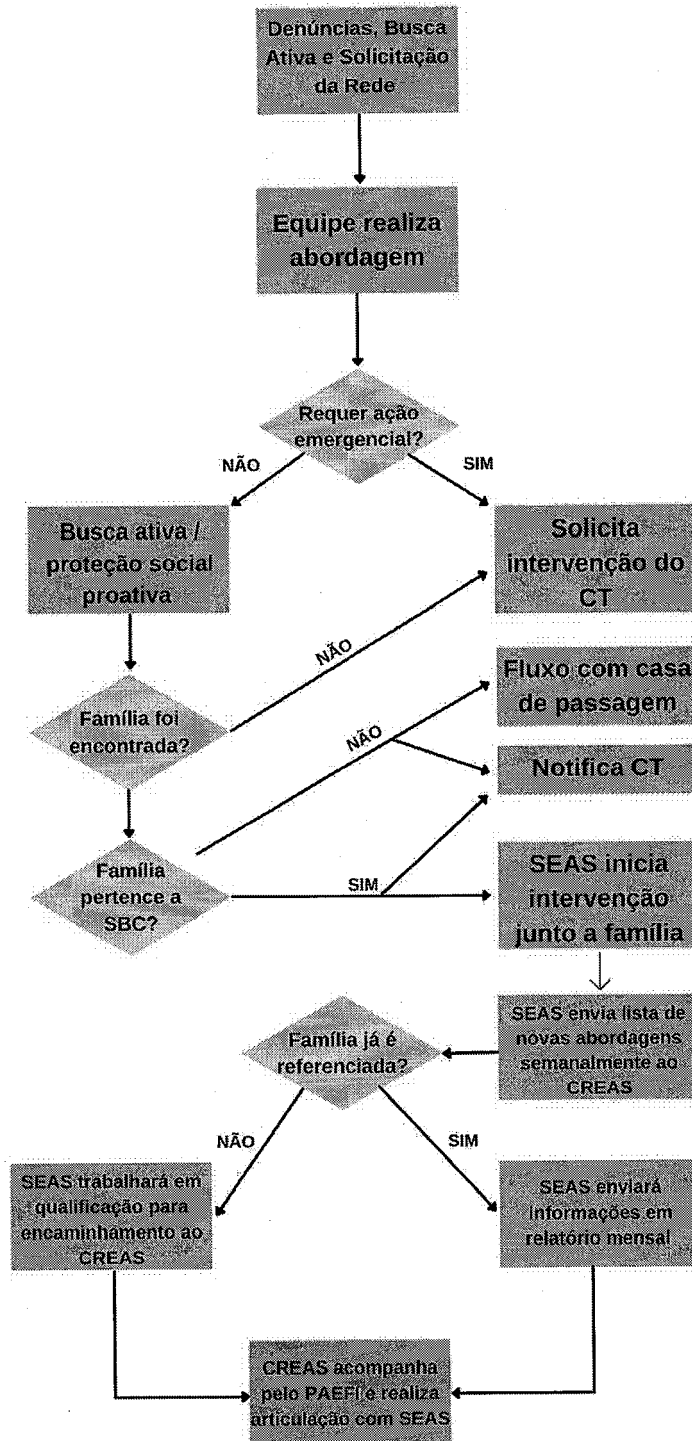 Denúncias, Busca
Ativa e Solicitação
da Rede
Equipe realiza
abordagem
Requer ação
emergencial?
NÃO
SIM
Busca ativa /
proteção social
proativa
Solicita
intervenção do
CT
NÃO
Família foi
encontrada?
Fluxo com casa
de passagem
NÃO
Notifica CT
Família
pertence a
SBC?
SIM
SEAS inicia
intervenção
junto a família
SEAS envia lista de
novas abordagens
semanalmente ao
CREAS
Família já é
referenciada?
NÃO
SIM
SEAS trabalhará em
qualificação para
encaminhamento ao
CREAS
SEAS enviará
informações em
relatório mensal
CREAS acompanha
pelo PAEFI e realiza
articulação com SEAS